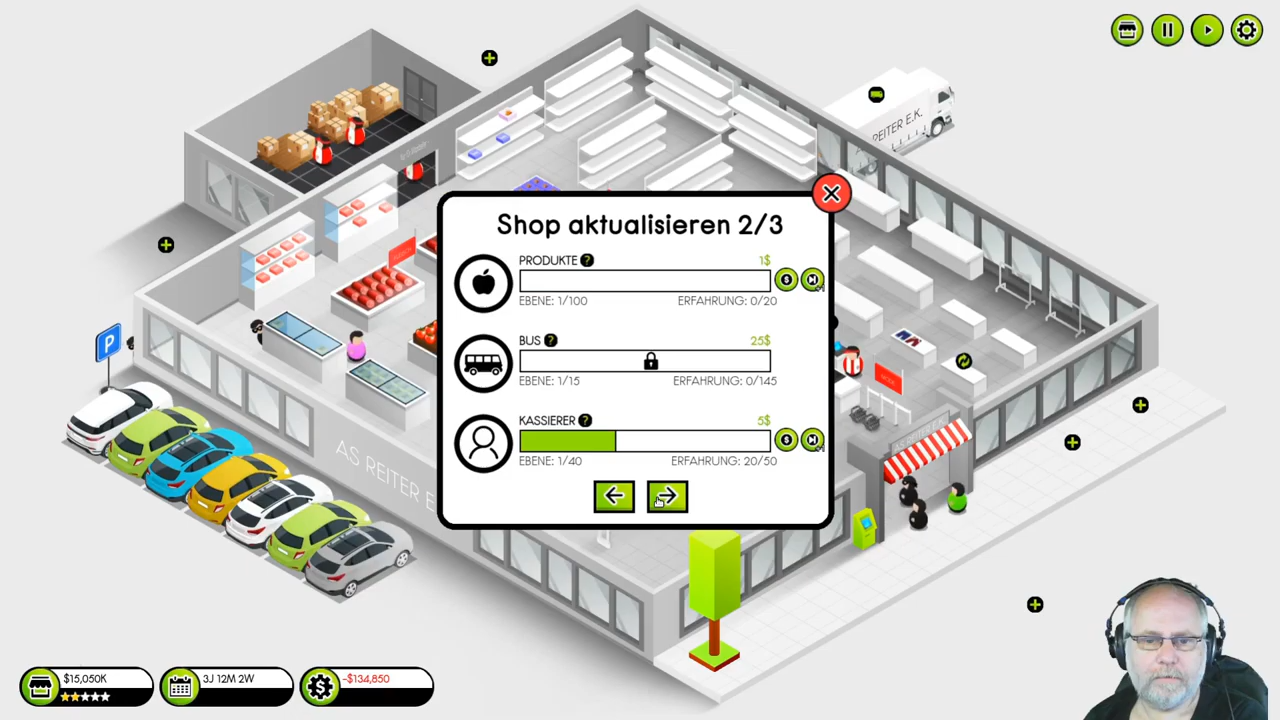 REITER E.K.
Shop aktualisieren 2/3
PRODUKTE ? 1$
EBENE: 1/100 ERFAHRUNG: 0/20
BUS ? 25$
EBENE: 1/15 ERFAHRUNG: 0/145
KASSIERER ? 5$
EBENE: 1/40 ERFAHRUNG: 20/50
P
AS REITER E
AS REITER E.K.
$15,050K
3J 12M 2W
-$134,850